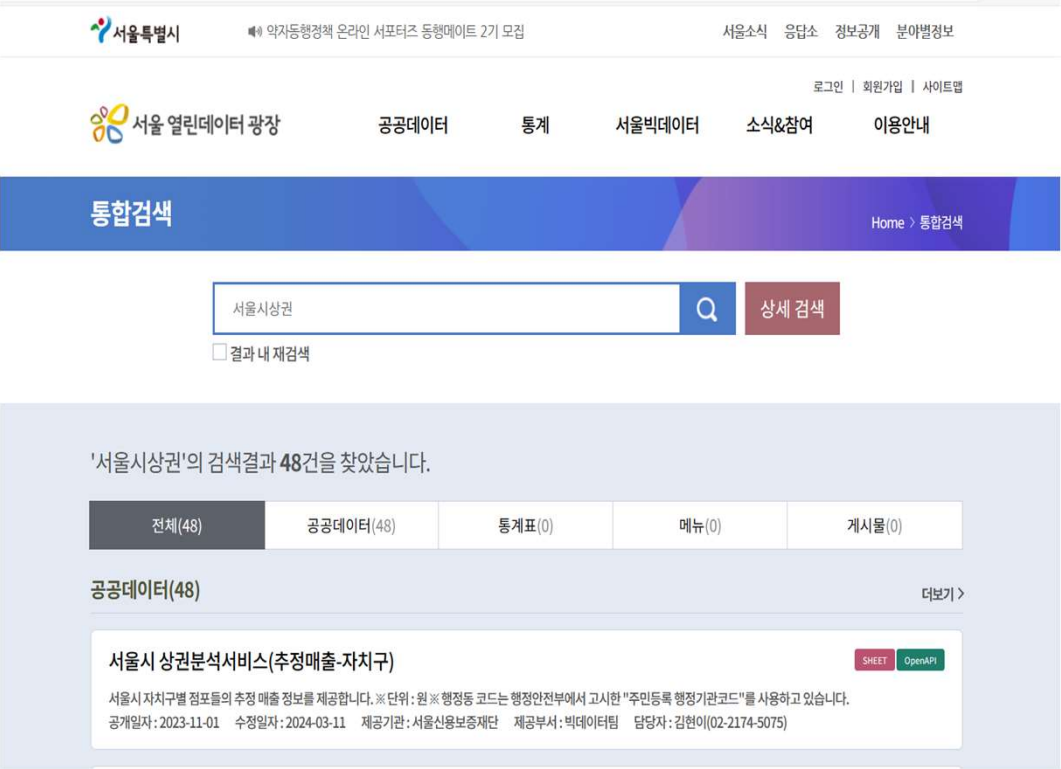 서울특별시 약자동행정책 온라인 서포터즈 동행메이트 2기 모집 서울소식 응답소 정보공개 분야별정보
로그인 | 회원가입 | 사이트맵
서울 열린데이터 광장 공공데이터 통계 서울빅데이터 소식&참여 이용안내
통합검색 Home > 통합검색
서울시상권 상세 검색
결과 내 재검색
'서울시상권'의 검색결과 48건을 찾았습니다.
전체(48) 공공데이터(48) 통계표(0) 메뉴(0) 게시물(0)
공공데이터(48) 더보기 >
서울시 상권분석서비스(추정매출-자치구) SHEET OpenAPI
서울시 자치구별 점포들의 추정 매출 정보를 제공합니다. ※ 단위 : 원 ※ 행정동 코드는 행정안전부에서 고시한 "주민등록 행정기관코드"를 사용하고 있습니다.
공개일자 : 2023-11-01 수정일자 : 2024-03-11 제공기관 : 서울신용보증재단 제공부서 : 빅데이터팀 담당자 : 김현이(02-2174-5075)